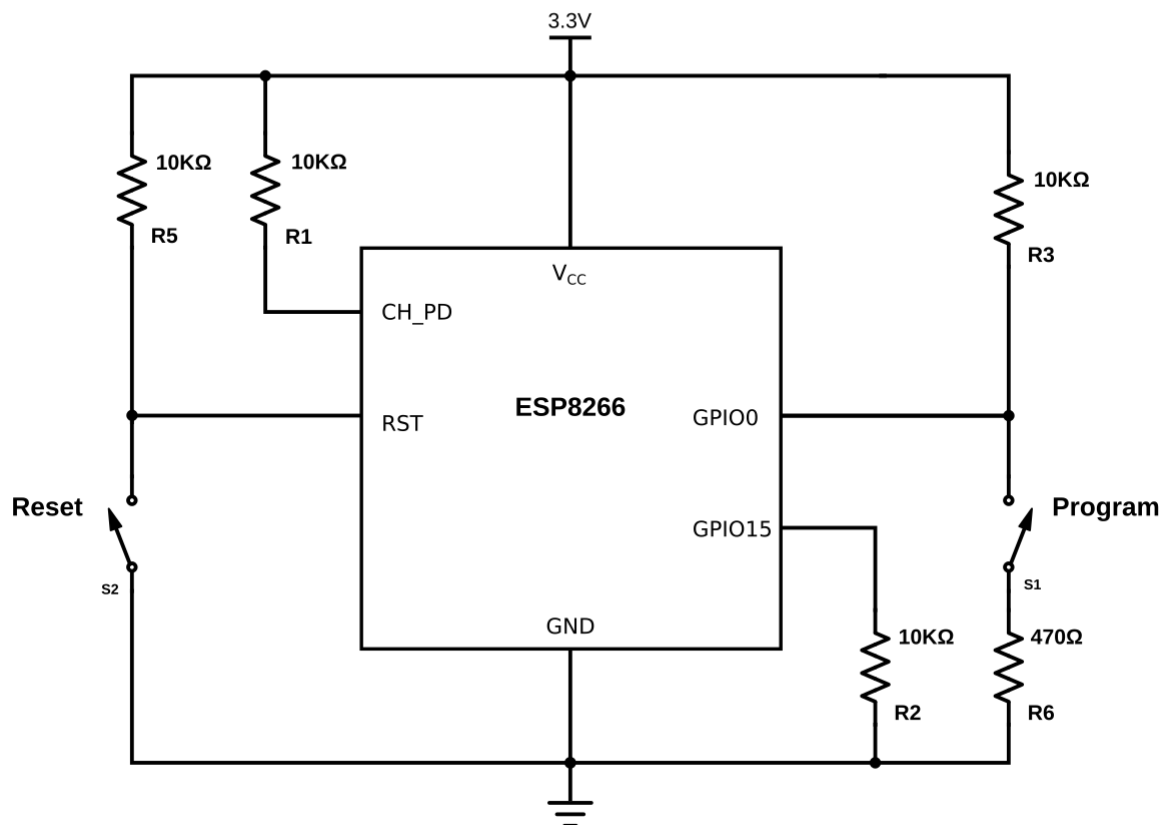 3.3V
10KΩ
R5
10KΩ
R1
10KΩ
R3
V_CC
CH_PD
ESP8266
RST
GPIO0
Reset
S2
Program
S1
GPIO15
GND
10KΩ
R2
470Ω
R6